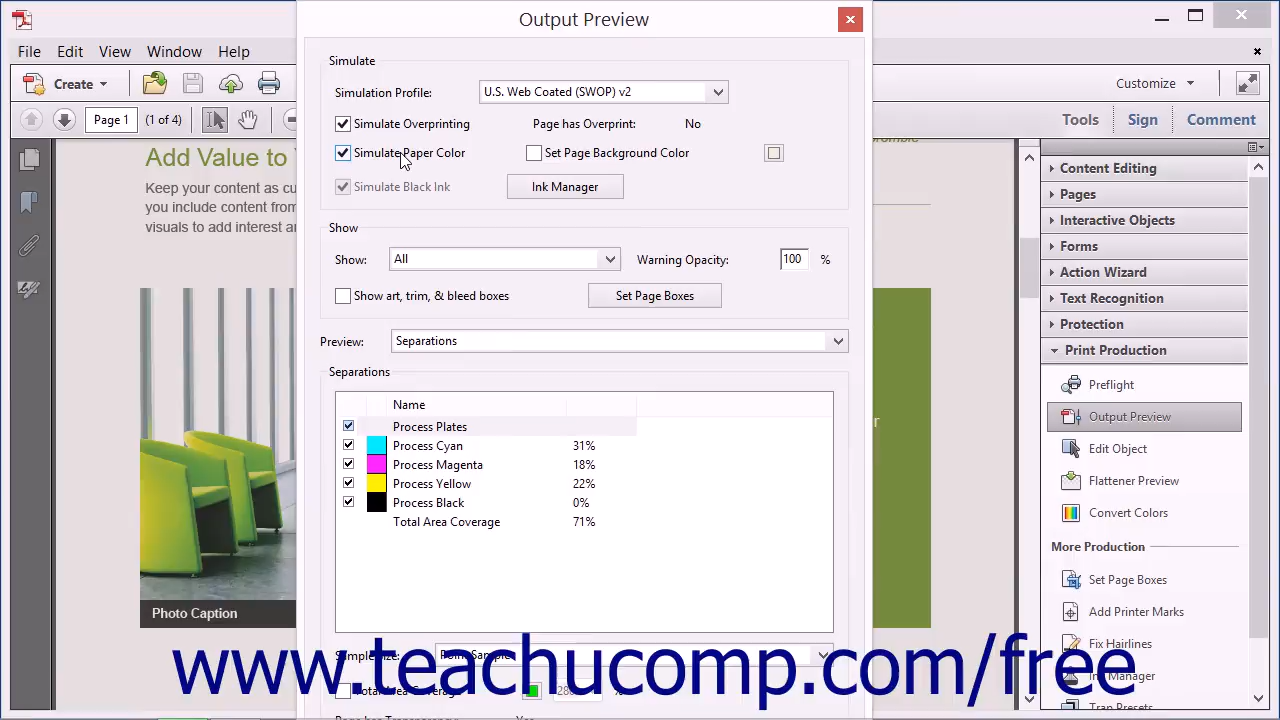 Output Preview
File Edit View Window Help
Create
Customize
Page 1 (1 of 4)
Tools Sign Comment
Add Value to
Keep your content as cu
you include content from
visuals to add interest a
Photo Caption
Simulate
Simulation Profile: U.S. Web Coated (SWOP) v2
Simulate Overprinting Page has Overprint: No
Simulate Paper Color Set Page Background Color
Simulate Black Ink Ink Manager
Show
Show: All Warning Opacity: 100 %
Show art, trim, & bleed boxes Set Page Boxes
Preview: Separations
Separations
Name
Process Plates
Process Cyan 31%
Process Magenta 18%
Process Yellow 22%
Process Black 0%
Total Area Coverage 71%
Content Editing
Pages
Interactive Objects
Forms
Action Wizard
Text Recognition
Protection
Print Production
Preflight
Output Preview
Edit Object
Flattener Preview
Convert Colors
More Production
Set Page Boxes
Add Printer Marks
Fix Hairlines
Ink Manager
Trap Presets
www.teachucomp.com/free